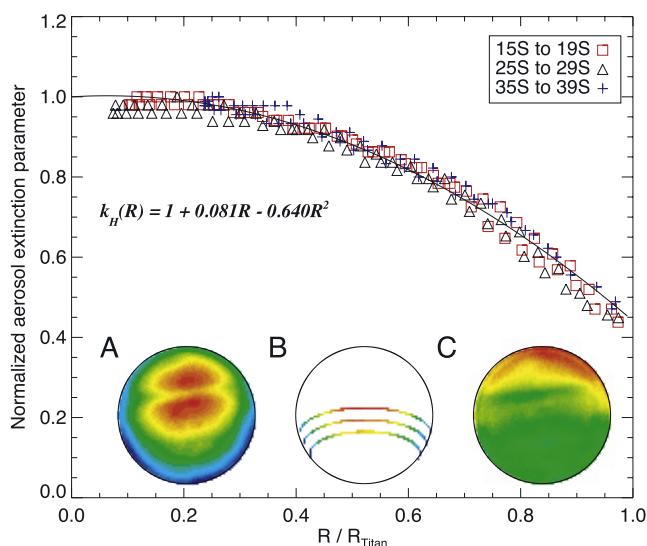 1.2
1.0
0.8
0.6
0.4
0.2
0.0
Normalized aerosol extinction parameter
15S to 19S
25S to 29S
35S to 39S
k_H(R) = 1 + 0.081R - 0.640R²
A B C
0.0 0.2 0.4 0.6 0.8 1.0
R / R_Titan